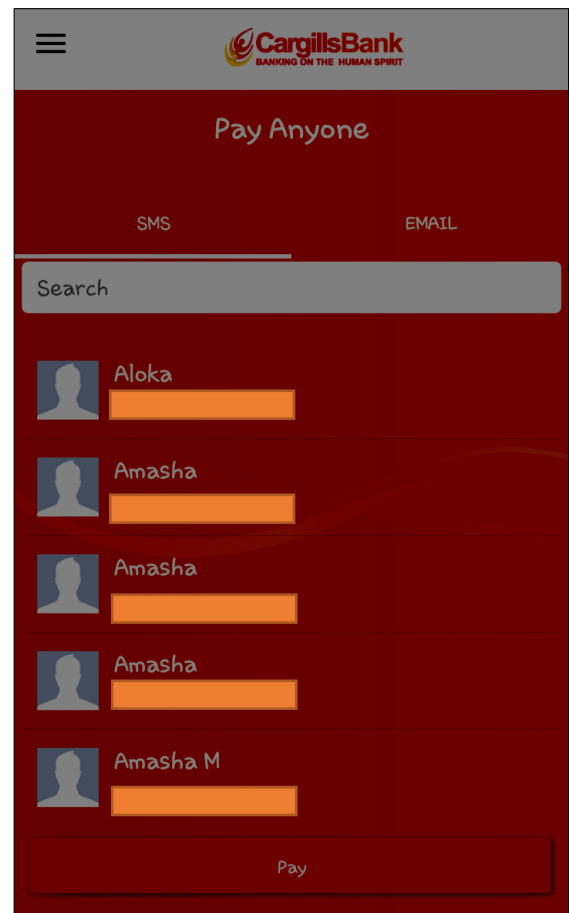 CargillsBank
BANKING ON THE HUMAN SPIRIT
Pay Anyone
SMS EMAIL
Search
Aloka
Amasha
Amasha
Amasha
Amasha M
Pay